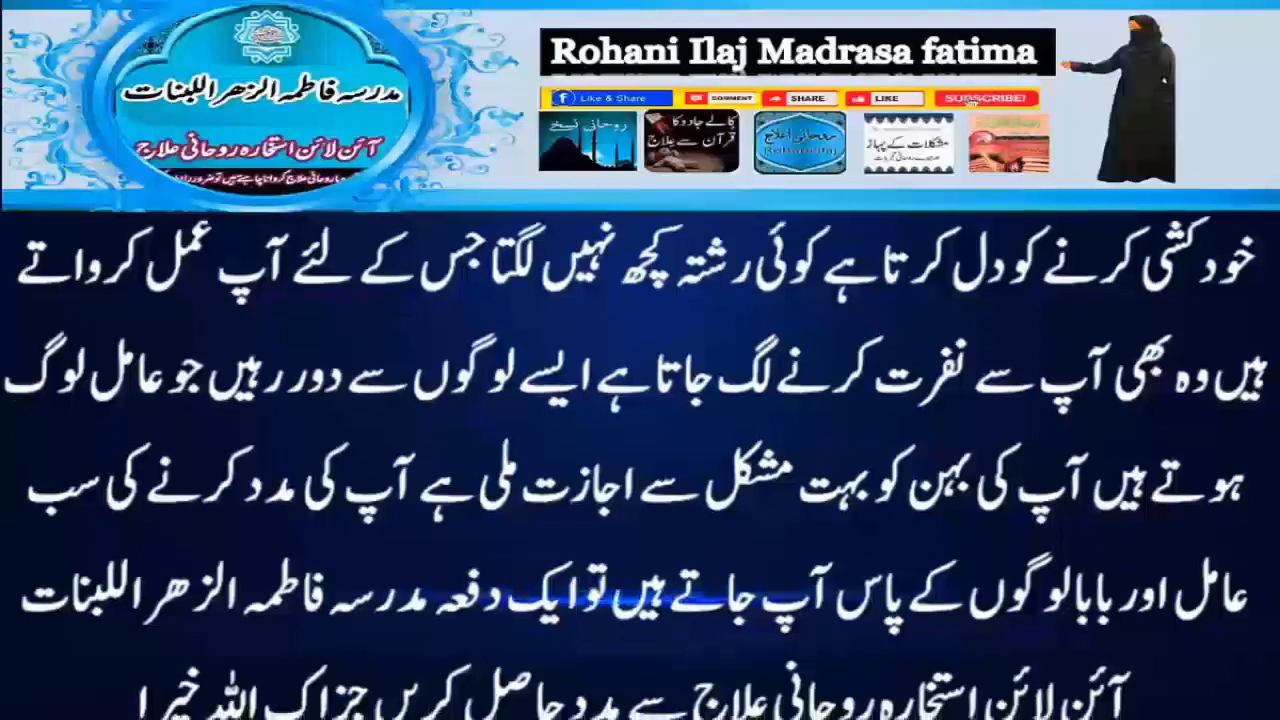 مدرسہ فاطمہ الزھرا اللبنات
آئن لائن استخارہ روحانی علاج
Rohani Ilaj Madrasa fatima
Like & Share
COMMENT
SHARE
LIKE
SUBSCRIBE!
روحانی نسخے
کالے جادو کا
قرآن سے علاج
روحانی علاج
مشکلات کے پہاڑ
خودکشی کرنے کو دل کرتا ہے کوئی رشتہ کچھ نہیں لگتا جس کے لئے آپ عمل کرواتے
ہیں وہ بھی آپ سے نفرت کرنے لگ جاتا ہے ایسے لوگوں سے دور رہیں جو عامل لوگ
ہوتے ہیں آپ کی بہن کو بہت مشکل سے اجازت ملی ہے آپ کی مدد کرنے کی سب
عامل اور بابا لوگوں کے پاس آپ جاتے ہیں تو ایک دفعہ مدرسہ فاطمہ الزھرا اللبنات
آئن لائن استخارہ روحانی علاج سے مدد حاصل کریں جزاک اللہ خیرا